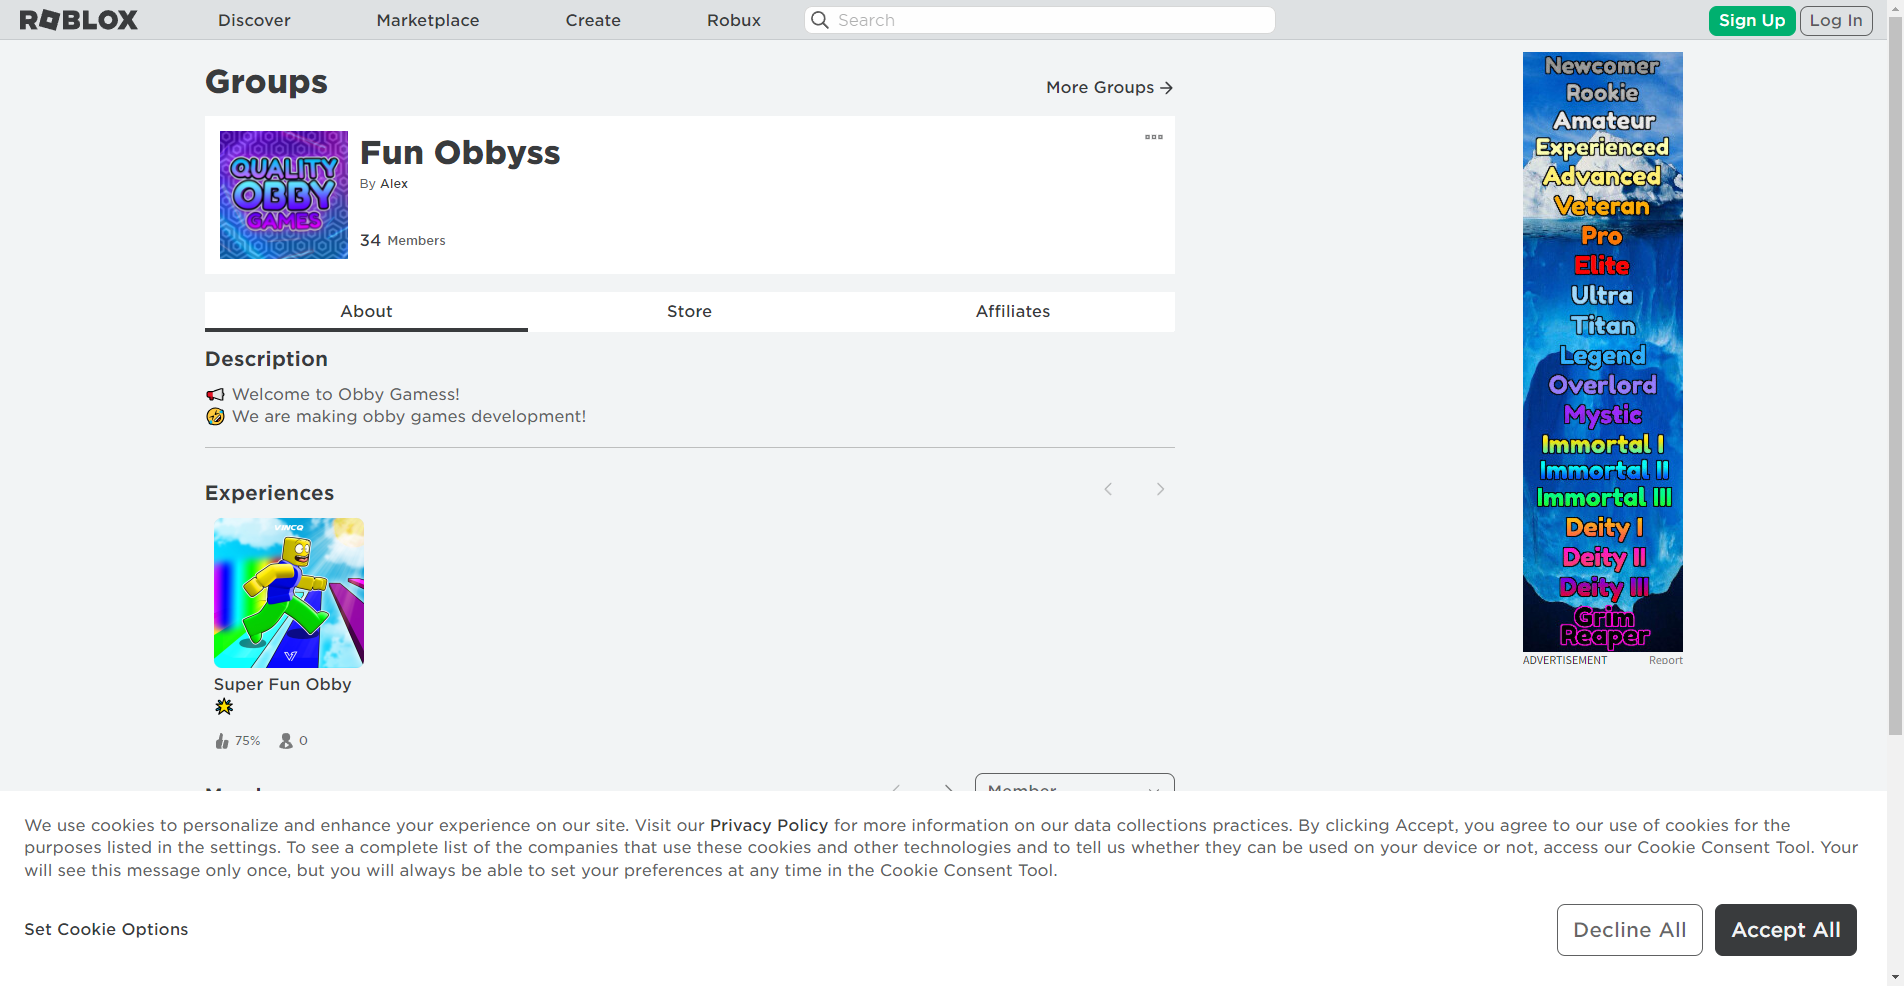 ROBLOX
Discover
Marketplace
Create
Robux
Search
Sign Up
Log In
Groups
More Groups
QUALITY
OBBY
GAMES
Fun Obbyss
By Alex
34 Members
About
Store
Affiliates
Description
Welcome to Obby Gamess!
We are making obby games development!
Experiences
VINCQ
Super Fun Obby
75%
0
Member
Newcomer
Rookie
Amateur
Experienced
Advanced
Veteran
Pro
Elite
Ultra
Titan
Legend
Overlord
Mystic
Immortal I
Immortal II
Immortal III
Deity I
Deity II
Deity III
Grim
Reaper
ADVERTISEMENT
Report
We use cookies to personalize and enhance your experience on our site. Visit our Privacy Policy for more information on our data collections practices. By clicking Accept, you agree to our use of cookies for the
purposes listed in the settings. To see a complete list of the companies that use these cookies and other technologies and to tell us whether they can be used on your device or not, access our Cookie Consent Tool. Your
will see this message only once, but you will always be able to set your preferences at any time in the Cookie Consent Tool.
Set Cookie Options
Decline All
Accept All